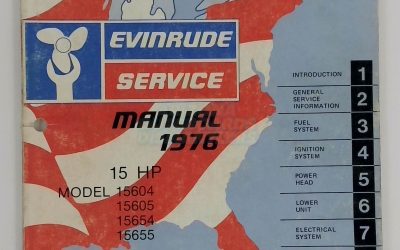 EVINRUDE
SERVICE
MANUAL
1976
15 HP
MODEL 15604
15605
15654
15655
INTRODUCTION 1
GENERAL
SERVICE
INFORMATION 2
FUEL
SYSTEM 3
IGNITION
SYSTEM 4
POWER
HEAD 5
LOWER
UNIT 6
ELECTRICAL
SYSTEM 7